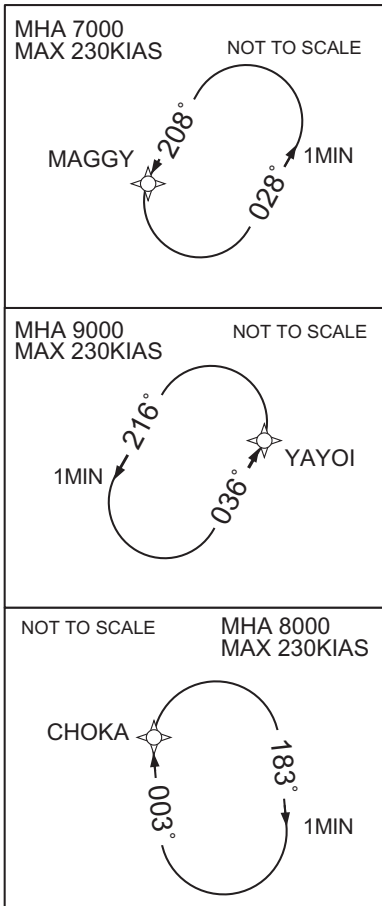 MHA 7000
MAX 230KIAS
NOT TO SCALE
208°
MAGGY
1MIN
028°
MHA 9000
MAX 230KIAS
NOT TO SCALE
216°
YAYOI
1MIN
036°
NOT TO SCALE
MHA 8000
MAX 230KIAS
CHOKA
183°
003°
1MIN